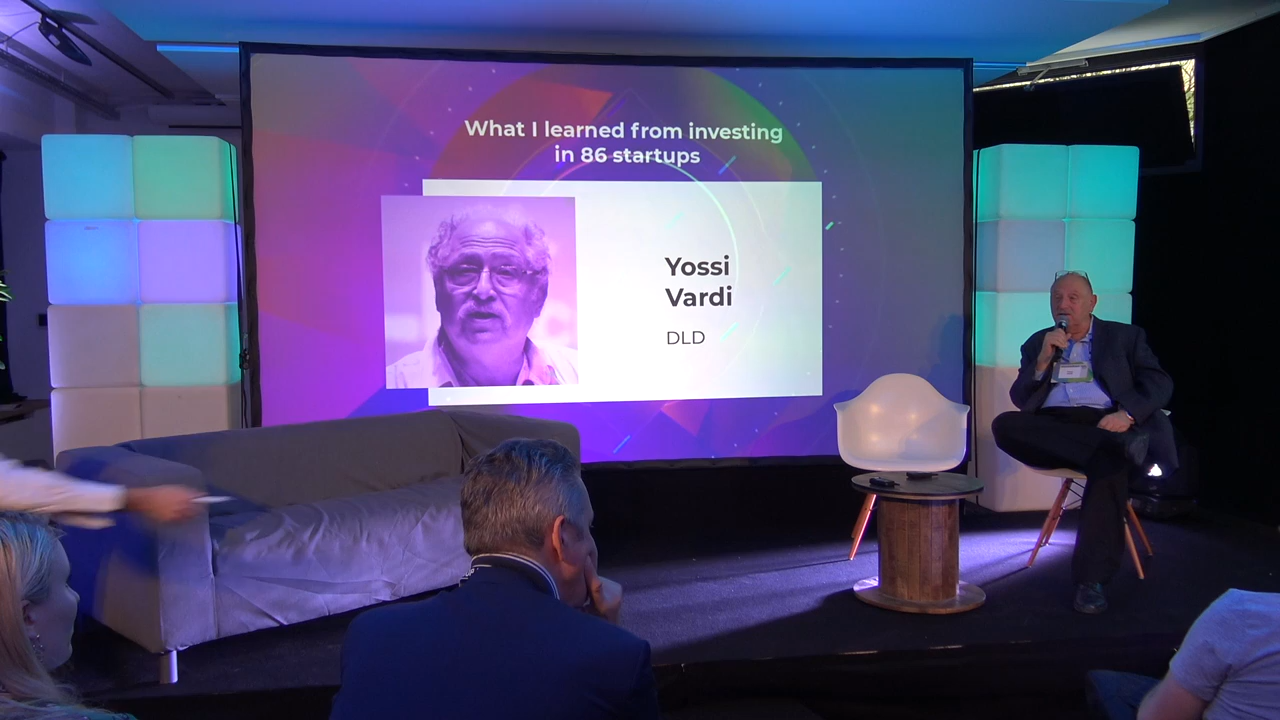 What I learned from investing
in 86 startups
Yossi
Vardi
DLD